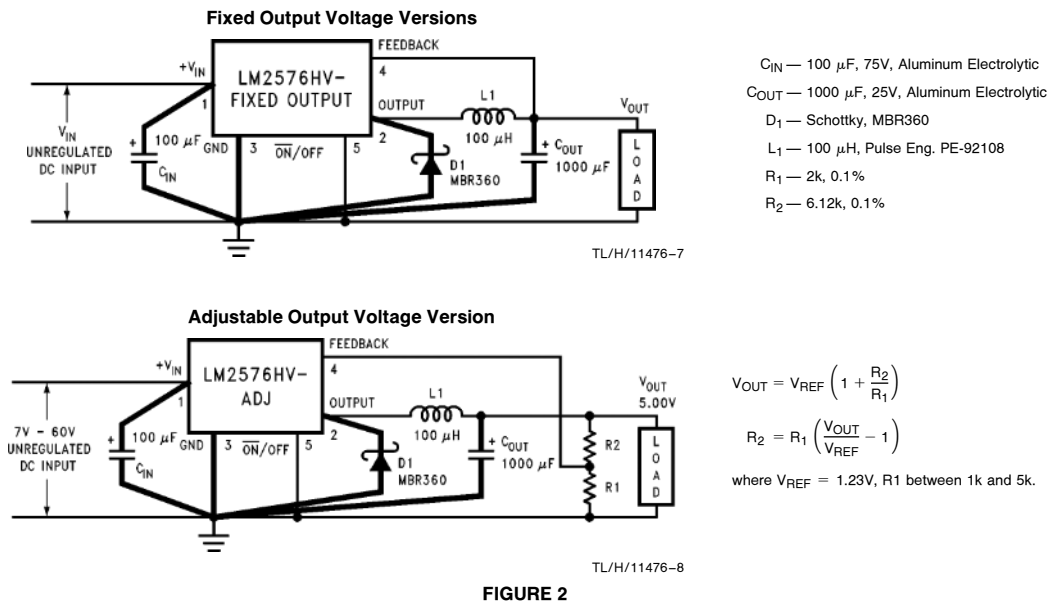 Fixed Output Voltage Versions
FEEDBACK
+VIN
4
LM2576HV-
FIXED OUTPUT
1
OUTPUT
L1
VOUT
VIN
UNREGULATED
DC INPUT
+
100 μF
CIN
GND
3
ON/OFF
5
2
100 μH
D1
MBR360
+
COUT
1000 μF
L
O
A
D
TL/H/11476–7
CIN — 100 μF, 75V, Aluminum Electrolytic
COUT — 1000 μF, 25V, Aluminum Electrolytic
D1 — Schottky, MBR360
L1 — 100 μH, Pulse Eng. PE-92108
R1 — 2k, 0.1%
R2 — 6.12k, 0.1%
Adjustable Output Voltage Version
FEEDBACK
+VIN
4
LM2576HV-
ADJ
1
OUTPUT
L1
VOUT
5.00V
7V - 60V
UNREGULATED
DC INPUT
+
100 μF
CIN
GND
3
ON/OFF
5
2
100 μH
D1
MBR360
+
COUT
1000 μF
R2
R1
L
O
A
D
TL/H/11476–8
VOUT = VREF (1 + R2/R1)
R2 = R1 (VOUT/VREF − 1)
where VREF = 1.23V, R1 between 1k and 5k.
FIGURE 2